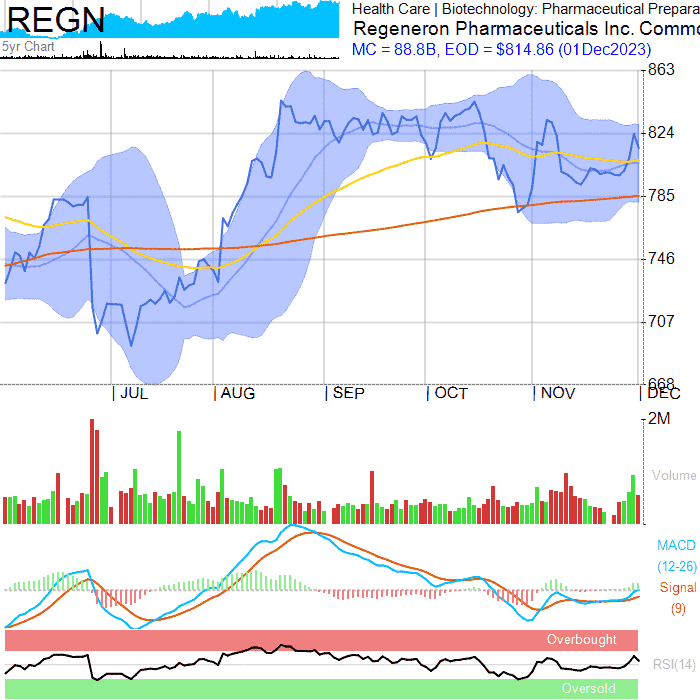 REGN
5yr Chart
Health Care | Biotechnology: Pharmaceutical Prepara
Regeneron Pharmaceuticals Inc. Commo
MC = 88.8B, EOD = $814.86 (01Dec2023)
863
824
785
746
707
668
JUL AUG SEP OCT NOV DEC
2M
Volume
MACD
(12-26)
Signal
(9)
Overbought
RSI(14)
Oversold